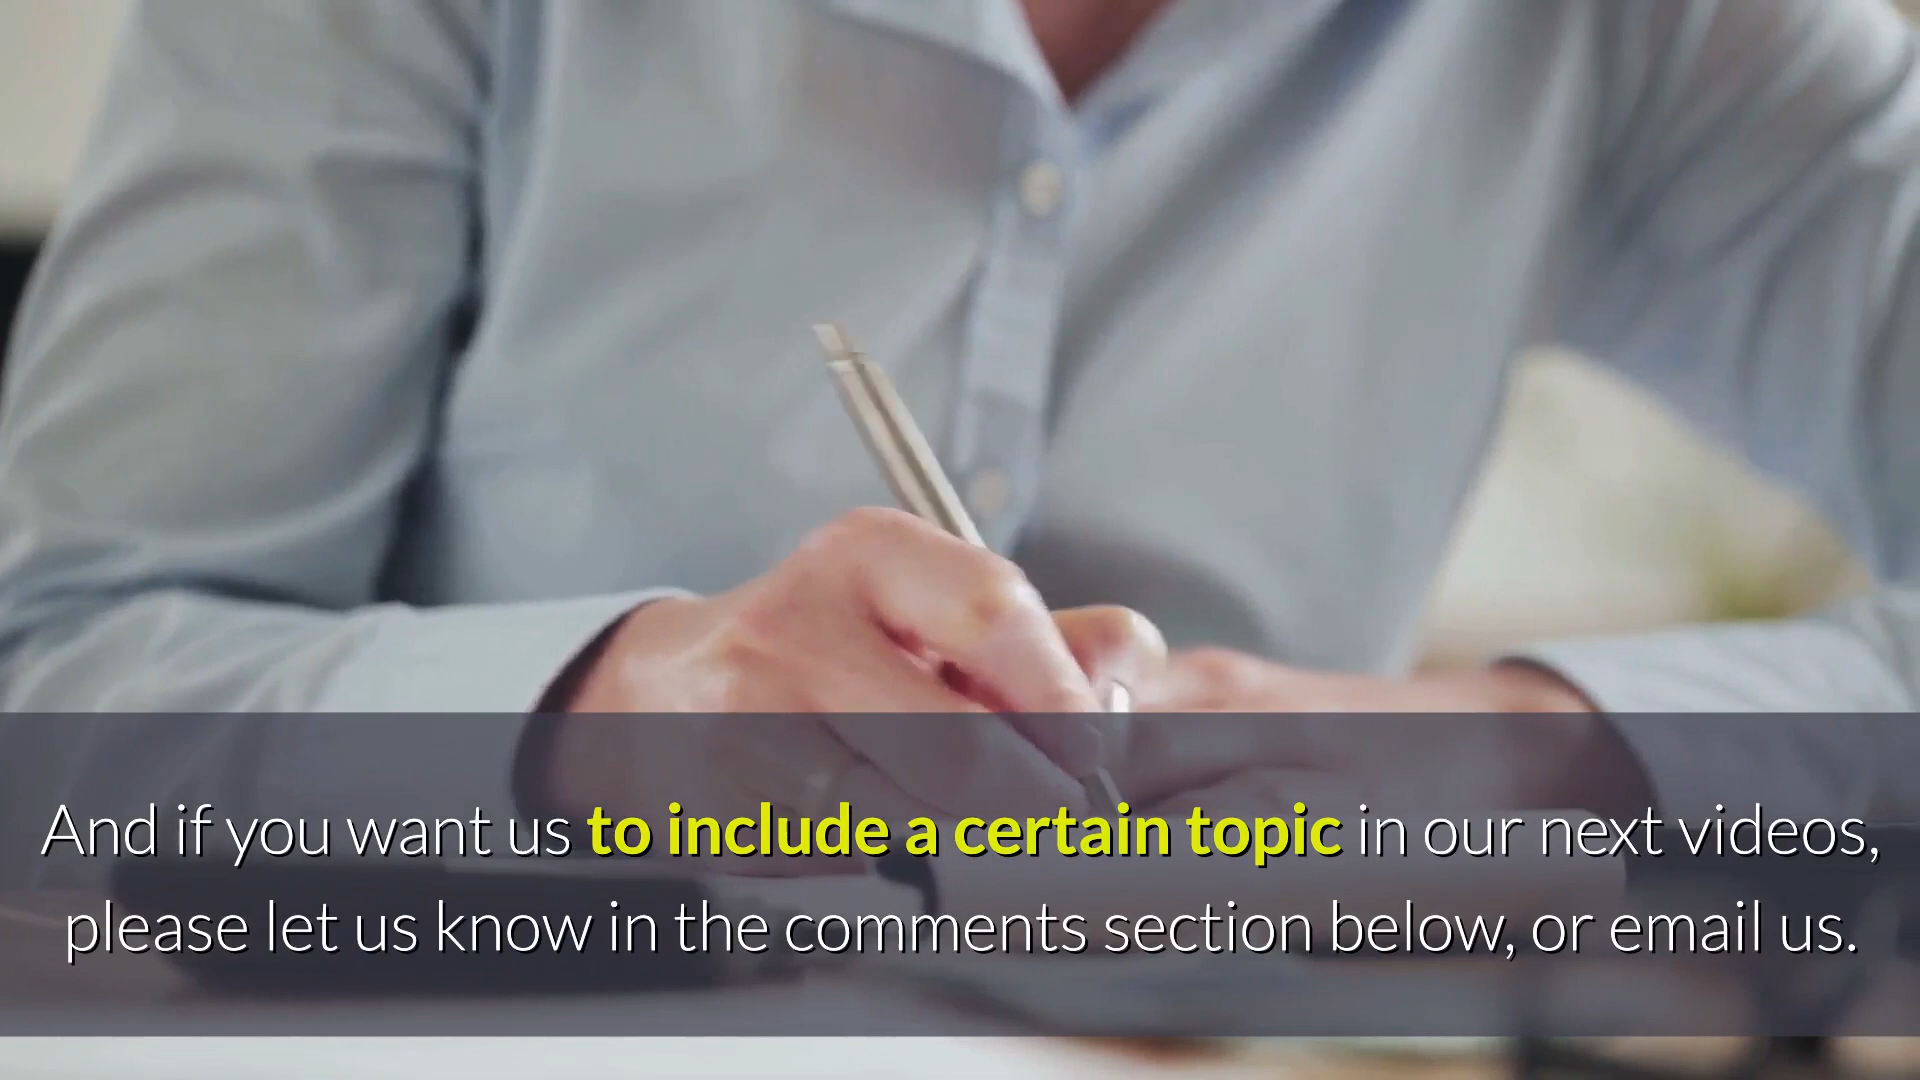 And if you want us to include a certain topic in our next videos,
please let us know in the comments section below, or email us.